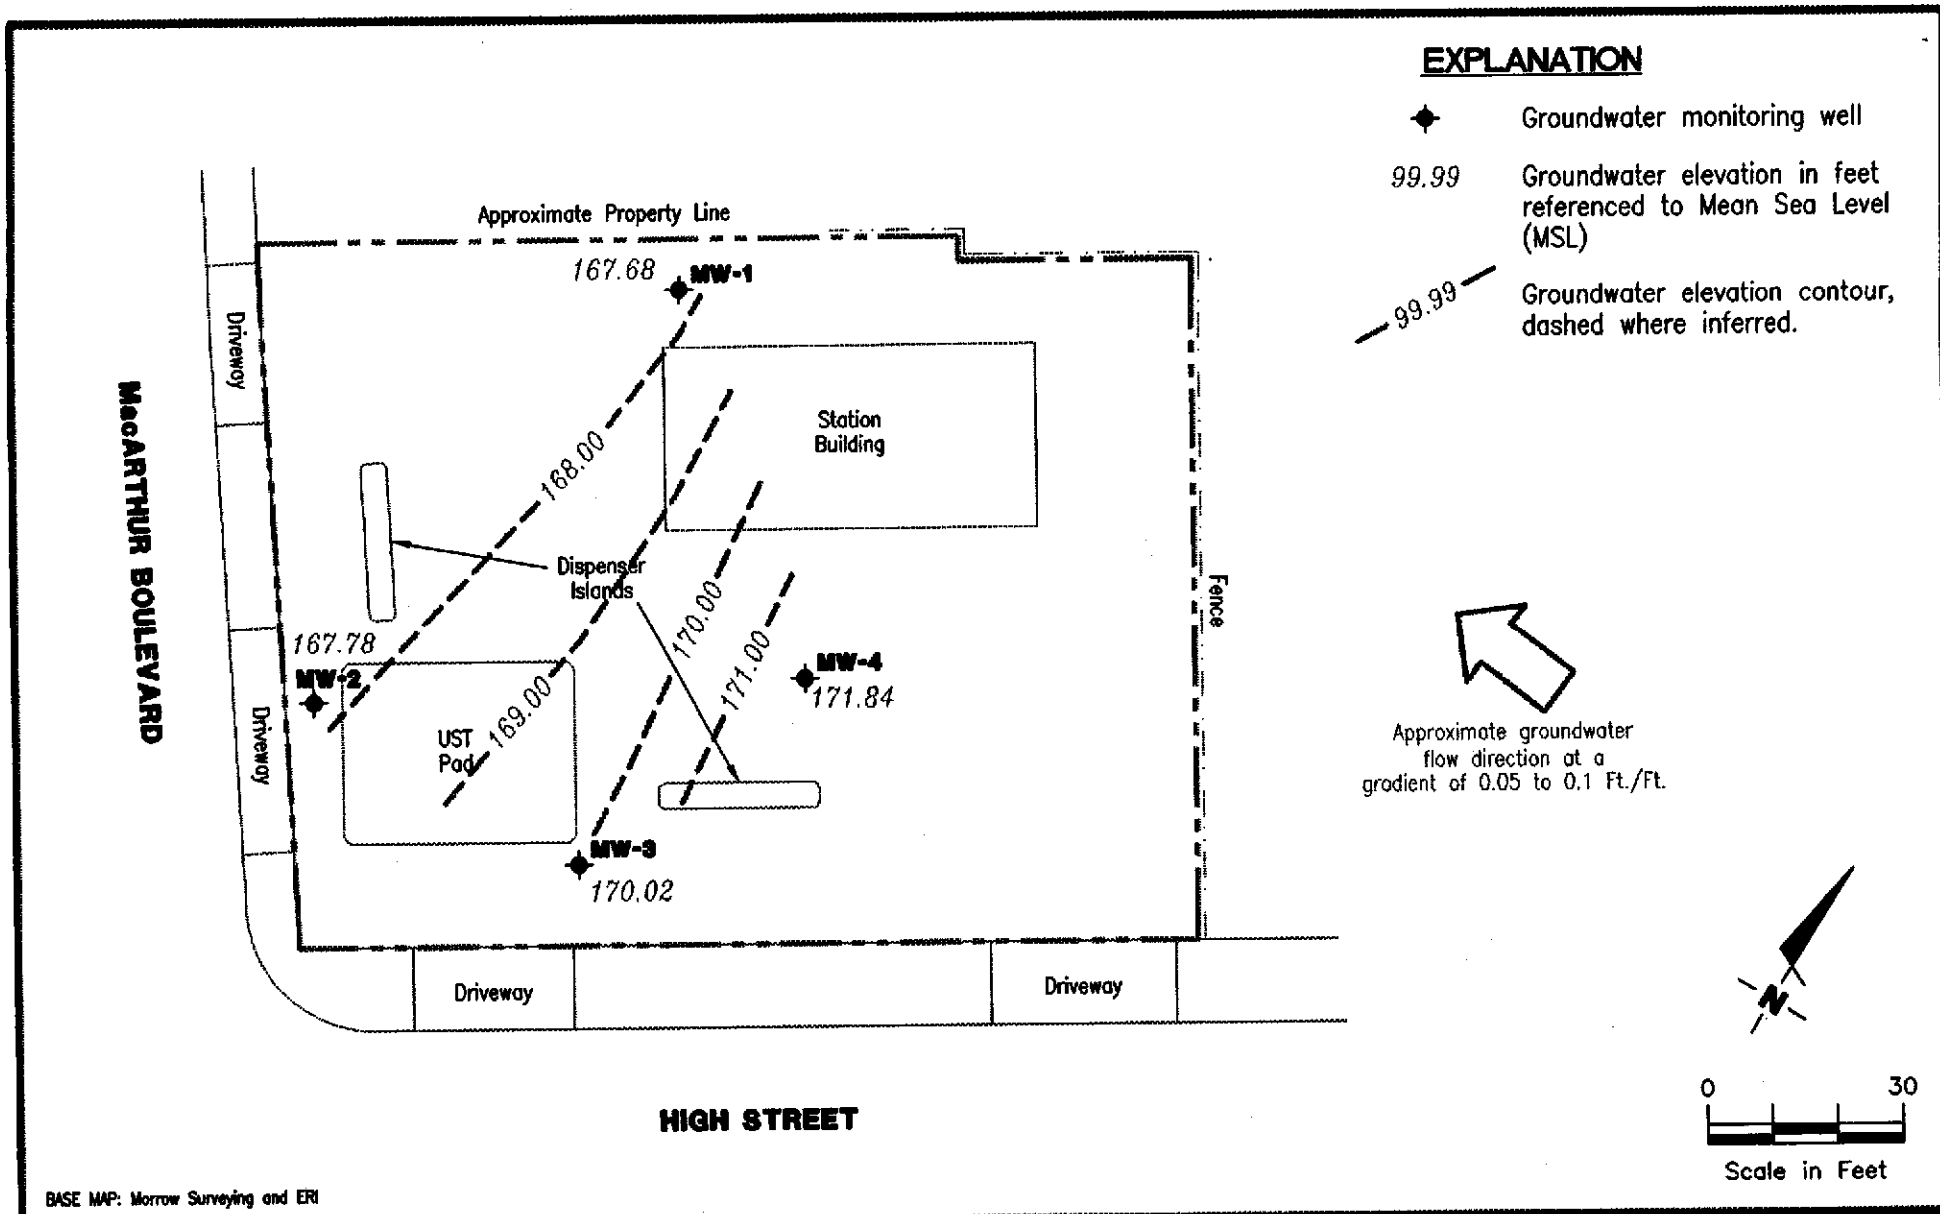 EXPLANATION
Groundwater monitoring well
99.99
Groundwater elevation in feet
referenced to Mean Sea Level
(MSL)
99.99
Groundwater elevation contour,
dashed where inferred.
Approximate Property Line
167.68
MW-1
Driveway
Station
Building
168.00
MacARTHUR BOULEVARD
Dispenser
Islands
Fence
170.00
167.78
MW-2
171.00
MW-4
171.84
169.00
UST
Pad
Driveway
MW-3
170.02
Approximate groundwater
flow direction at a
gradient of 0.05 to 0.1 Ft./Ft.
Driveway
Driveway
N
HIGH STREET
0 30
Scale in Feet
BASE MAP: Morrow Surveying and ERI